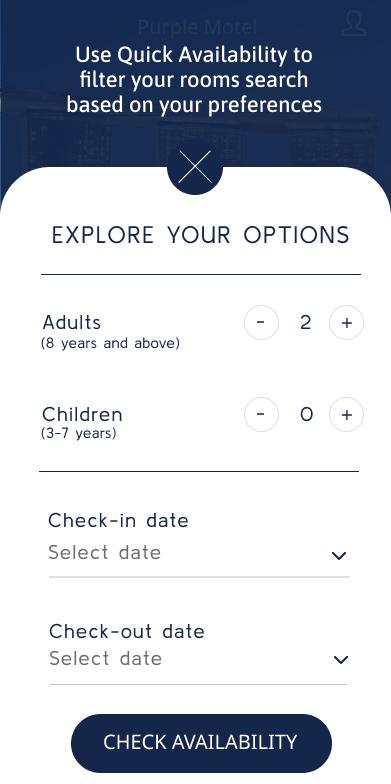 Purple Motel
Use Quick Availability to
filter your rooms search
based on your preferences
EXPLORE YOUR OPTIONS
Adults
- 2 +
(8 years and above)
Children
- 0 +
(3-7 years)
Check-in date
Select date
Check-out date
Select date
CHECK AVAILABILITY